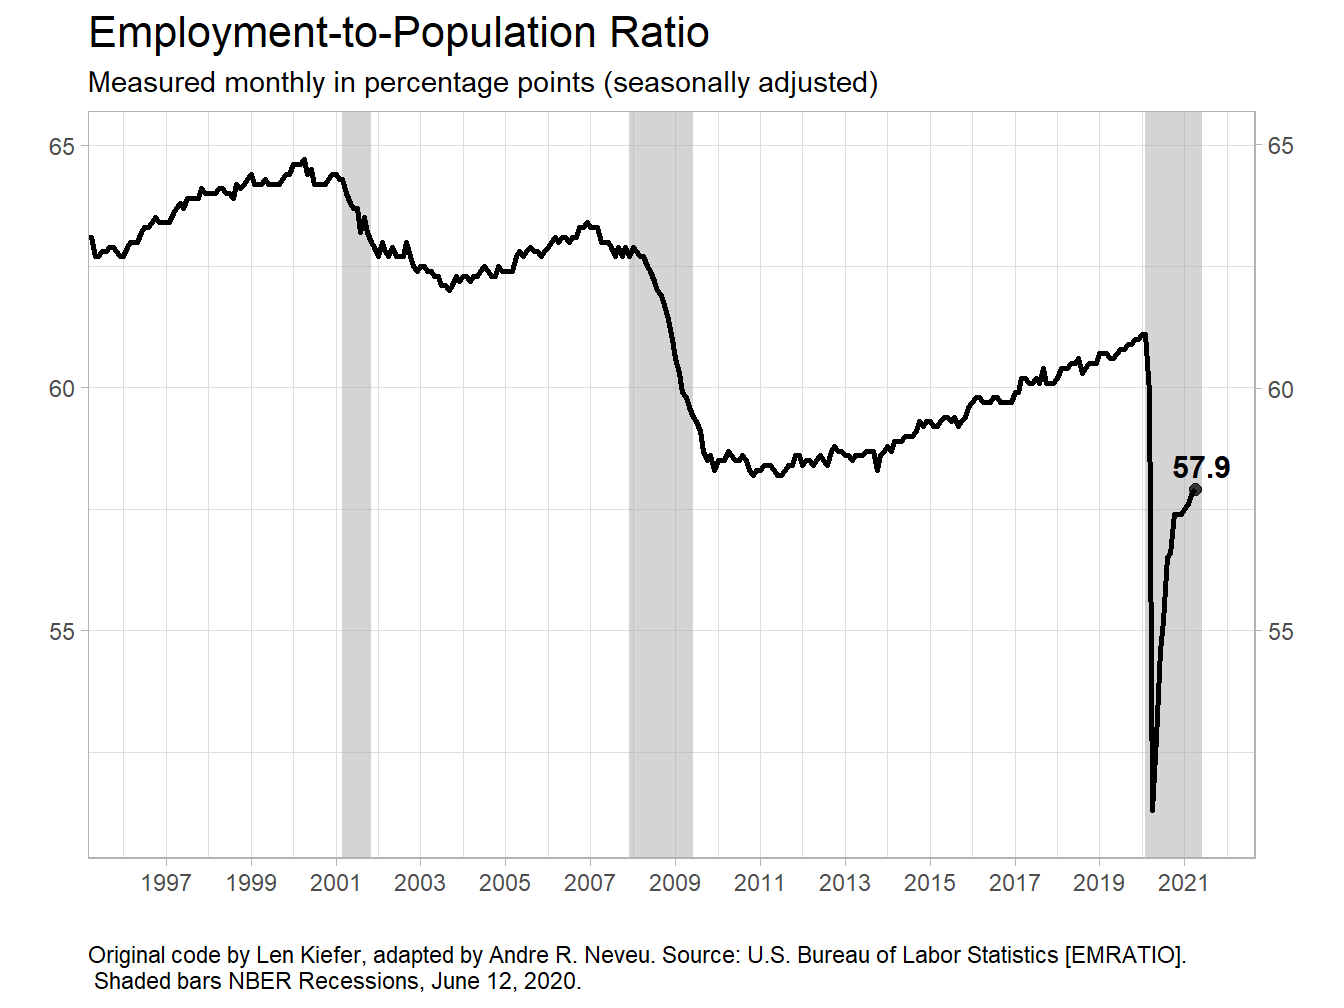 Employment-to-Population Ratio
Measured monthly in percentage points (seasonally adjusted)
65 65
60 60
57.9
55 55
1997 1999 2001 2003 2005 2007 2009 2011 2013 2015 2017 2019 2021
Original code by Len Kiefer, adapted by Andre R. Neveu. Source: U.S. Bureau of Labor Statistics [EMRATIO].
Shaded bars NBER Recessions, June 12, 2020.